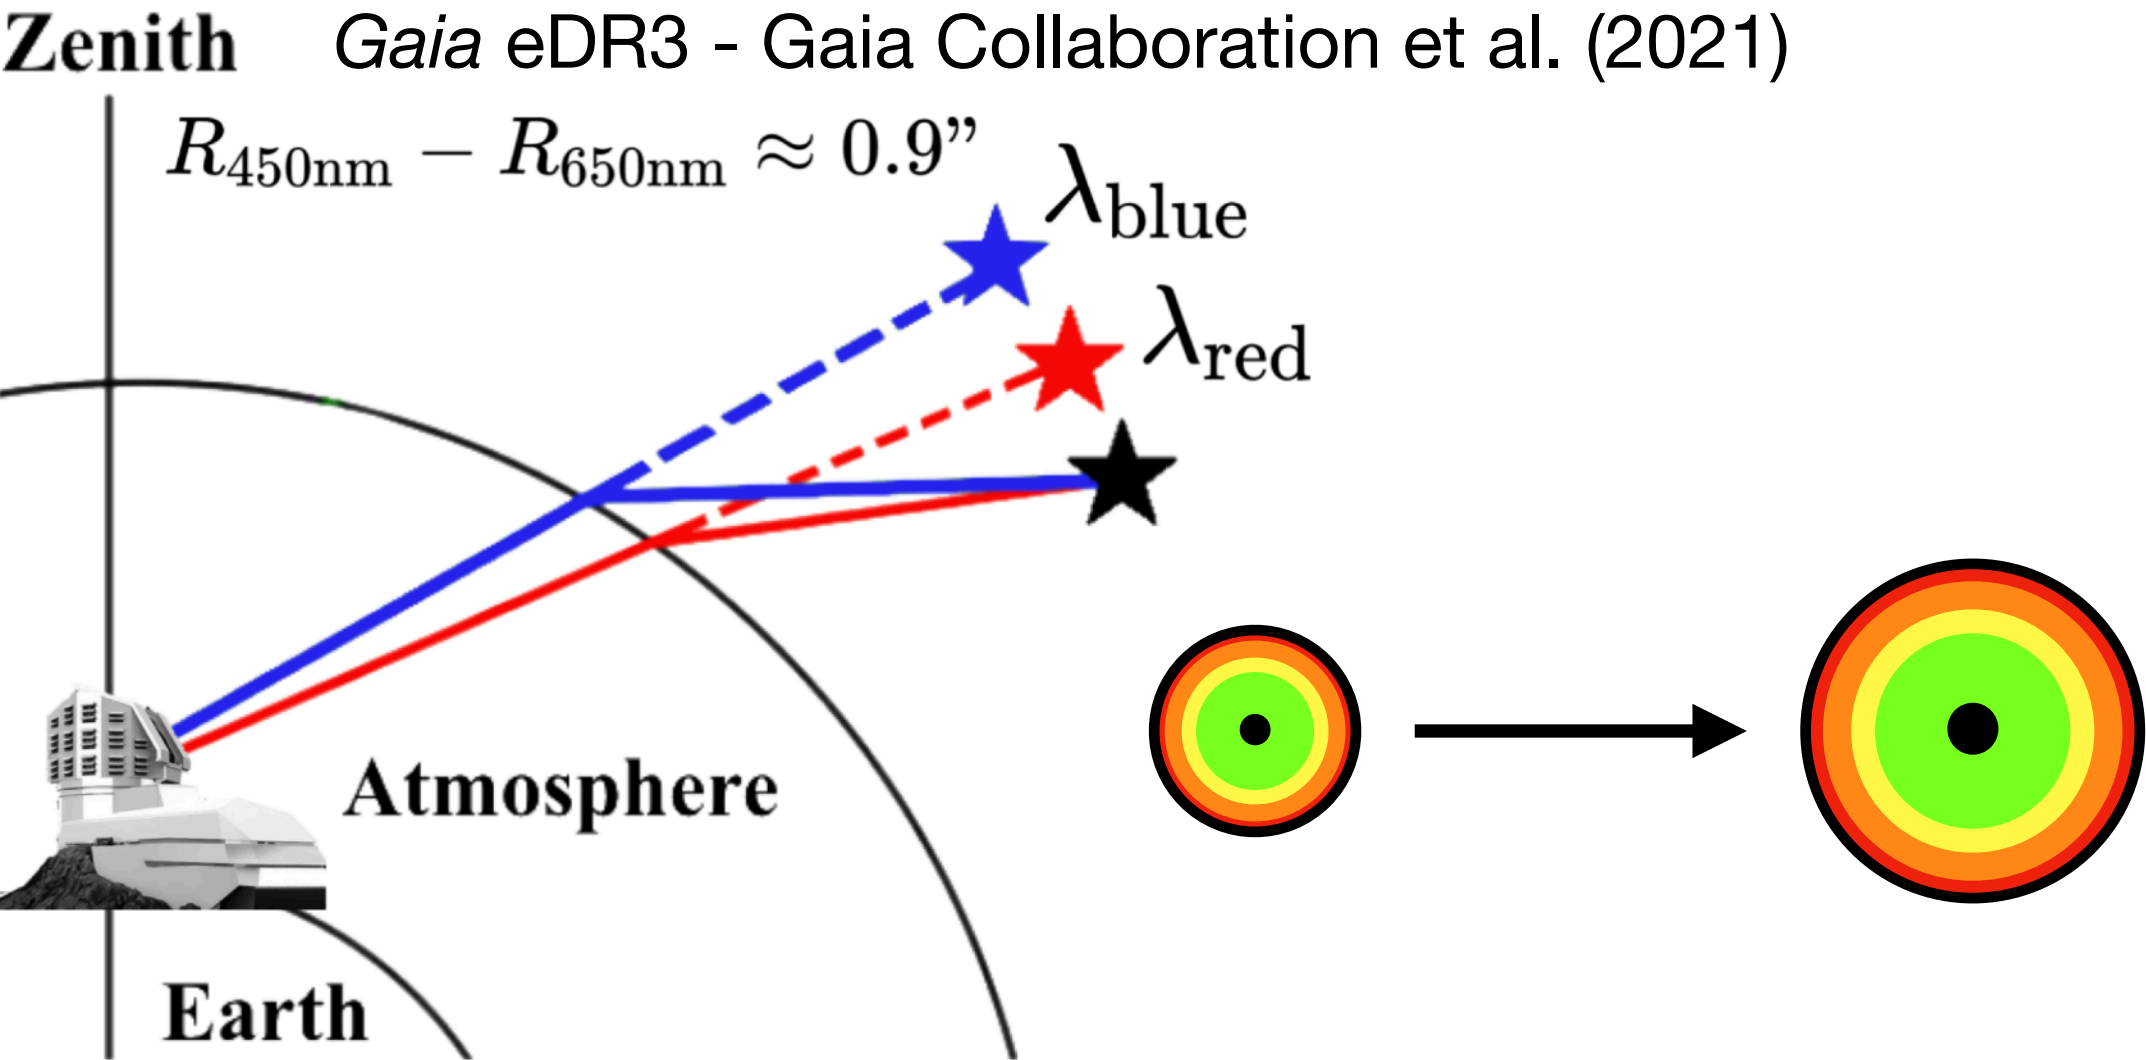 Zenith
Gaia eDR3 - Gaia Collaboration et al. (2021)
R450nm − R650nm ≈ 0.9”
λblue
λred
Atmosphere
Earth